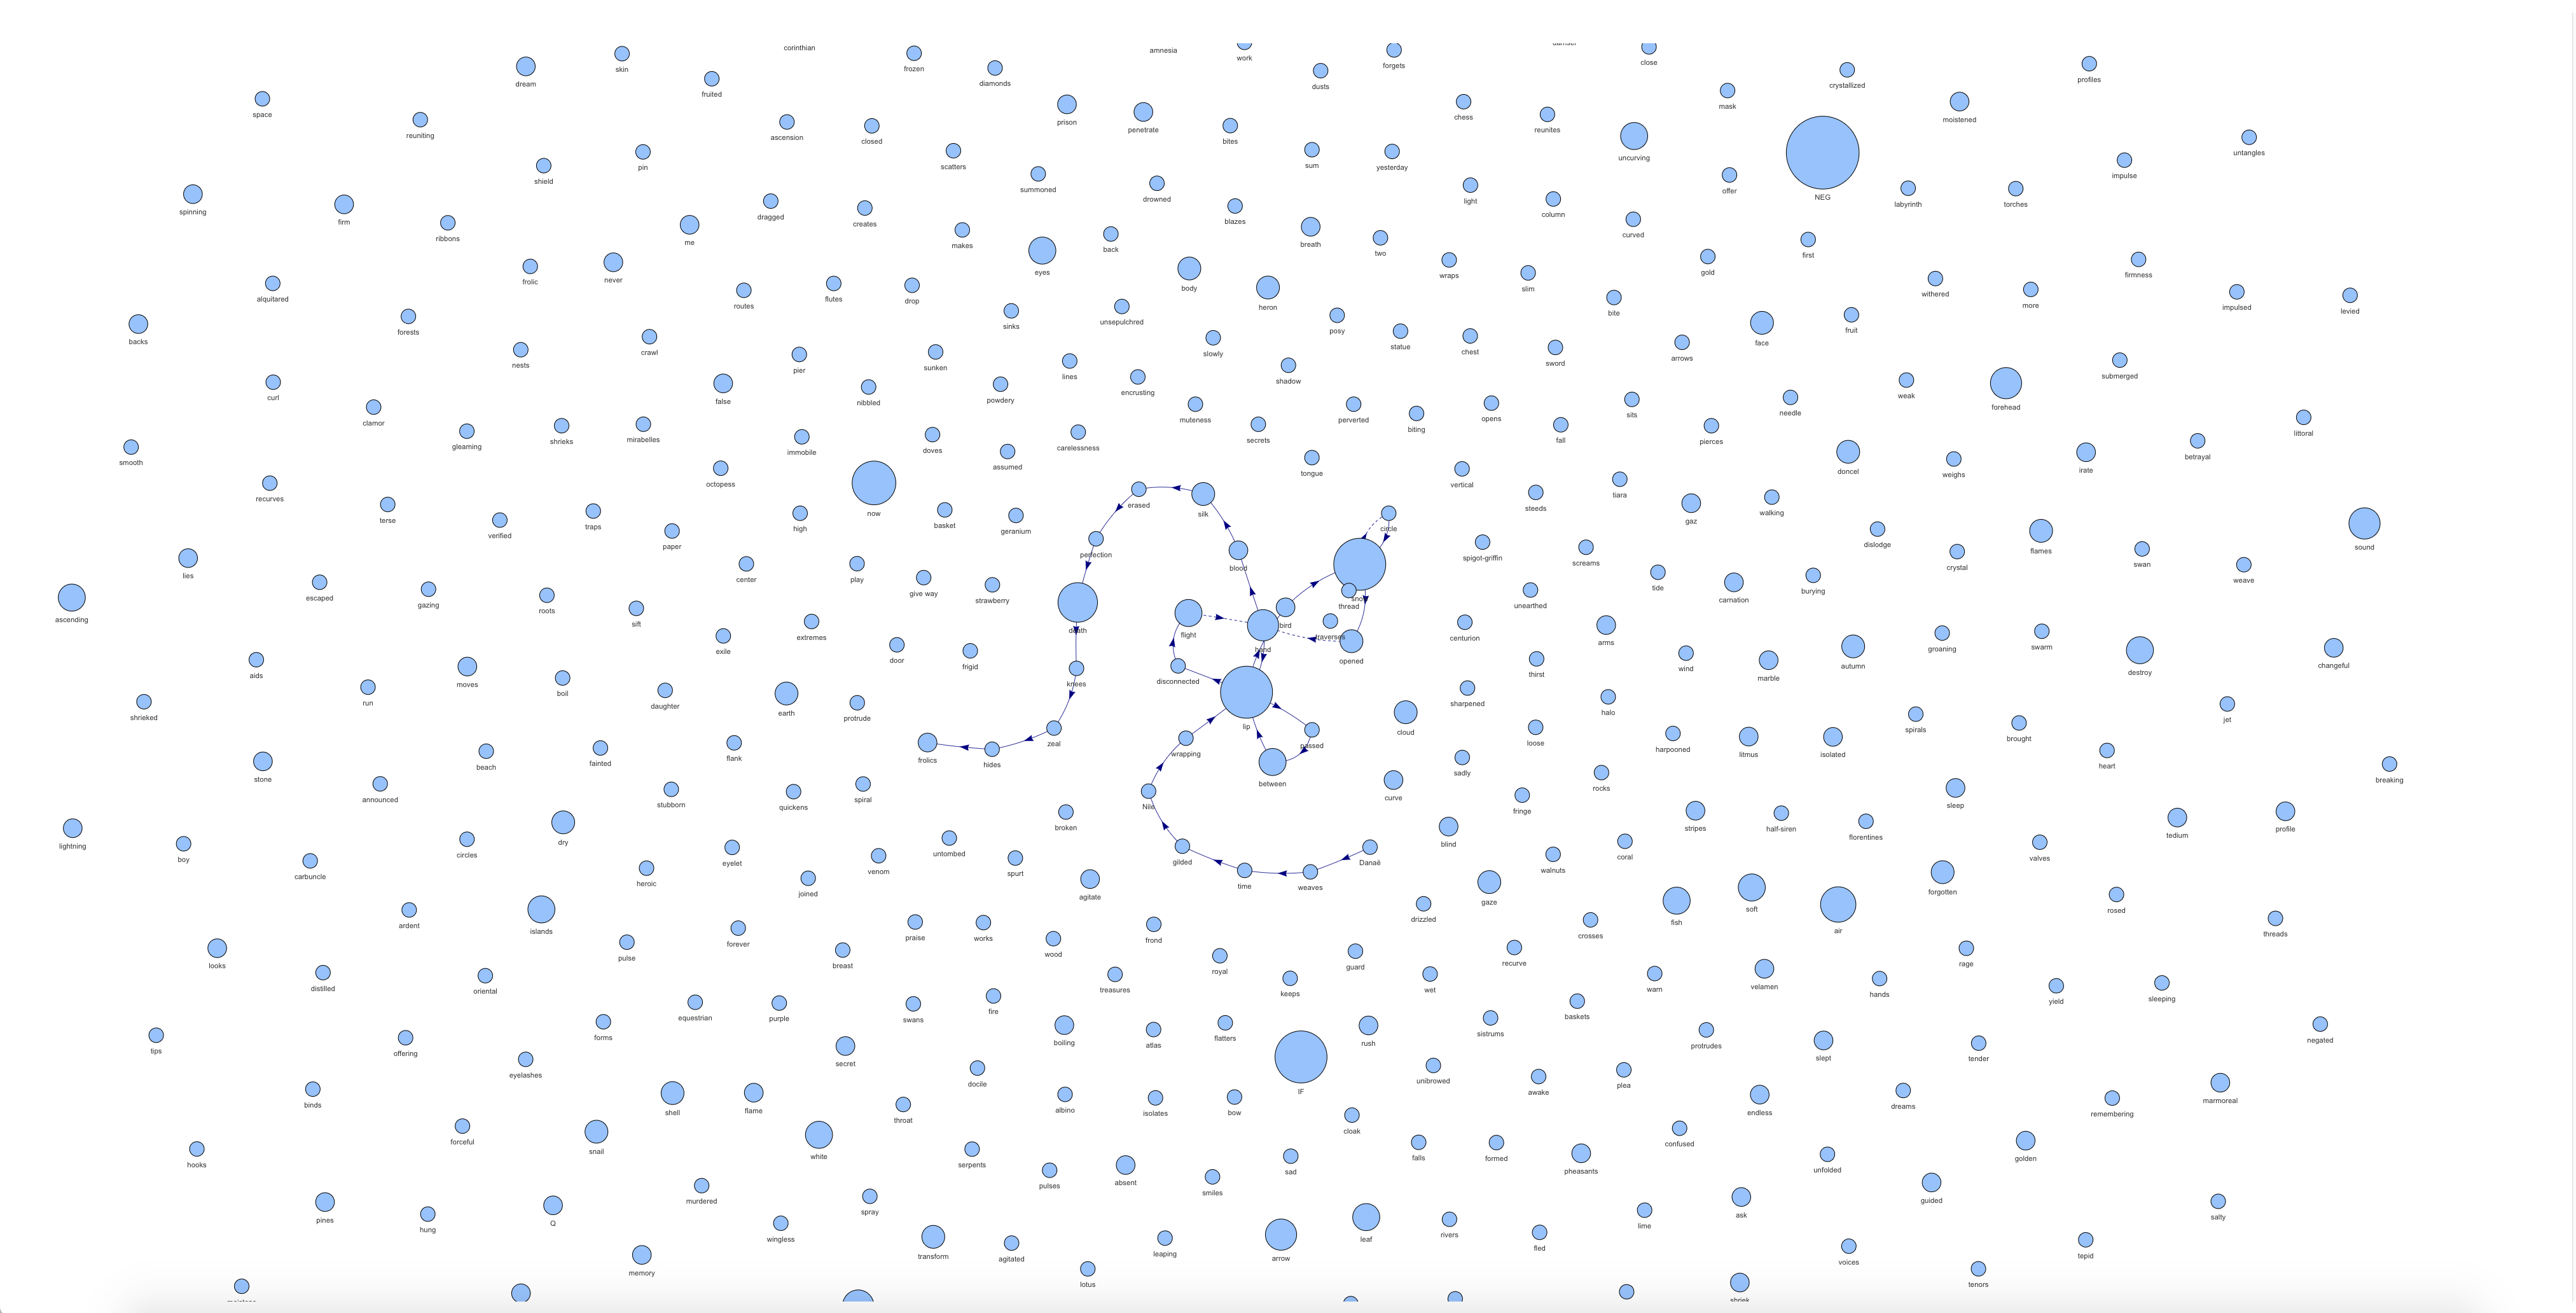 corinthian
amnesia
work
forgets
close
skin
frozen
diamonds
dusts
crystallized
profiles
dream
fruited
space
prison
penetrate
chess
mask
moistened
reuniting
ascension
closed
bites
reunites
uncurving
untangles
shield
pin
scatters
summoned
sum
yesterday
offer
NEG
impulse
spinning
firm
ribbons
me
dragged
creates
drowned
blazes
light
column
labyrinth
torches
makes
eyes
back
breath
two
curved
first
frolic
never
body
heron
wraps
slim
gold
firmness
alquitared
routes
flutes
drop
withered
more
impulsed
levied
backs
forests
sinks
unsepulchred
posy
statue
bite
face
fruit
nests
crawl
pier
sunken
slowly
shadow
chest
sword
arrows
submerged
curl
false
nibbled
powdery
lines
encrusting
weak
forehead
clamor
gleaming
shrieks
mirabelles
muteness
secrets
perverted
biting
opens
sits
needle
littoral
smooth
immobile
doves
assumed
carelessness
tongue
fall
pierces
doncel
weighs
irate
betrayal
recurves
octopess
now
vertical
tiara
terse
verified
traps
paper
high
basket
geranium
erased
silk
circle
steeds
gaz
walking
dislodge
flames
sound
lies
center
play
give way
strawberry
perfection
blood
snow
spigot-griffin
screams
crystal
swan
weave
ascending
escaped
gazing
roots
sift
extremes
death
flight
hand
bird
thread
traverses
opened
unearthed
tide
carnation
burying
aids
moves
boil
exile
door
frigid
knees
disconnected
centurion
arms
wind
marble
autumn
groaning
swarm
destroy
changeful
shrieked
run
daughter
earth
protrude
zeal
lip
passed
cloud
sharpened
thirst
halo
spirals
brought
jet
stone
beach
fainted
flank
frolics
hides
wrapping
between
sadly
loose
harpooned
litmus
isolated
heart
breaking
announced
stubborn
quickens
spiral
Nile
curve
fringe
rocks
sleep
lightning
boy
carbuncle
circles
dry
eyelet
untombed
broken
gilded
time
weaves
Danaë
blind
walnuts
coral
stripes
half-siren
florentines
valves
tedium
profile
heroic
joined
venom
spurt
agitate
drizzled
gaze
fish
soft
air
forgotten
rosed
threads
ardent
islands
pulse
forever
breast
praise
works
wood
frond
crosses
looks
distilled
oriental
royal
treasures
keeps
guard
wet
recurve
warn
velamen
hands
rage
yield
sleeping
tips
offering
eyelashes
forms
equestrian
purple
secret
swans
fire
boiling
atlas
flatters
IF
rush
sistrums
baskets
protrudes
slept
tender
negated
binds
forceful
shell
flame
throat
docile
albino
isolates
bow
cloak
unibrowed
awake
plea
endless
dreams
remembering
marmoreal
hooks
snail
white
serpents
pulses
absent
smiles
sad
falls
formed
pheasants
confused
unfolded
golden
pines
hung
Q
murdered
spray
wingless
memory
transform
agitated
lotus
leaping
arrow
leaf
rivers
fled
lime
ask
guided
voices
tepid
tenors
salty
shriek